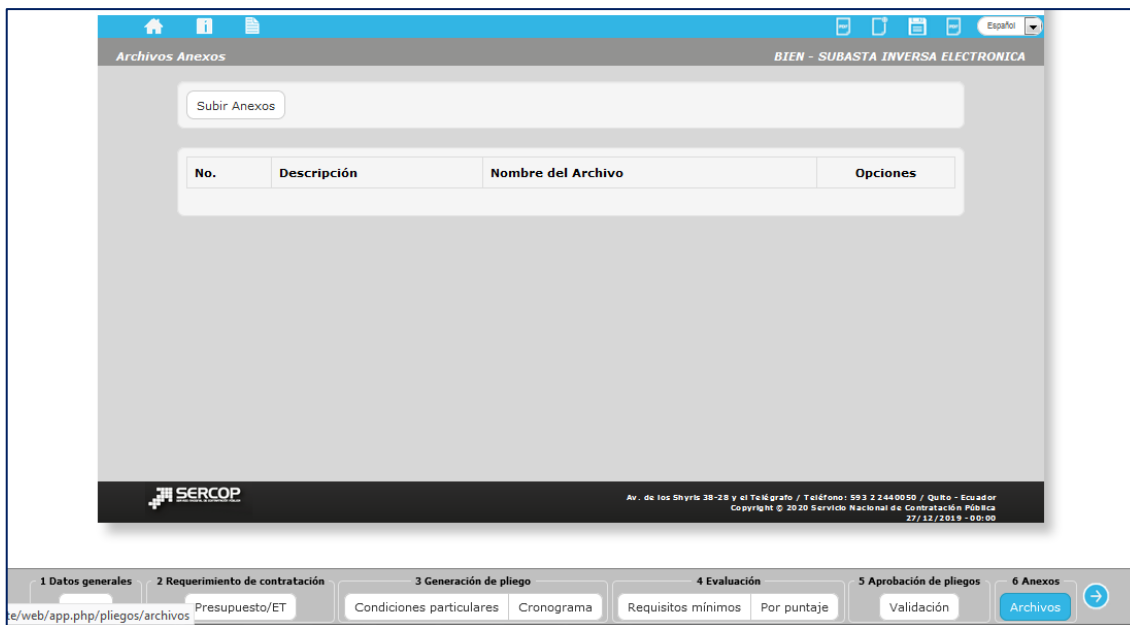 Español
Archivos Anexos
BIEN - SUBASTA INVERSA ELECTRONICA
Subir Anexos
No. Descripción Nombre del Archivo Opciones
SERCOP
Av. de los Shyris 38-28 y el Telégrafo / Teléfono: 593 2 2440050 / Quito - Ecuador
Copyright © 2020 Servicio Nacional de Contratación Pública
27/12/2019 - 00:00
1 Datos generales 2 Requerimiento de contratación 3 Generación de pliego 4 Evaluación 5 Aprobación de pliegos 6 Anexos
Presupuesto/ET Condiciones particulares Cronograma Requisitos mínimos Por puntaje Validación Archivos
te/web/app.php/pliegos/archivos